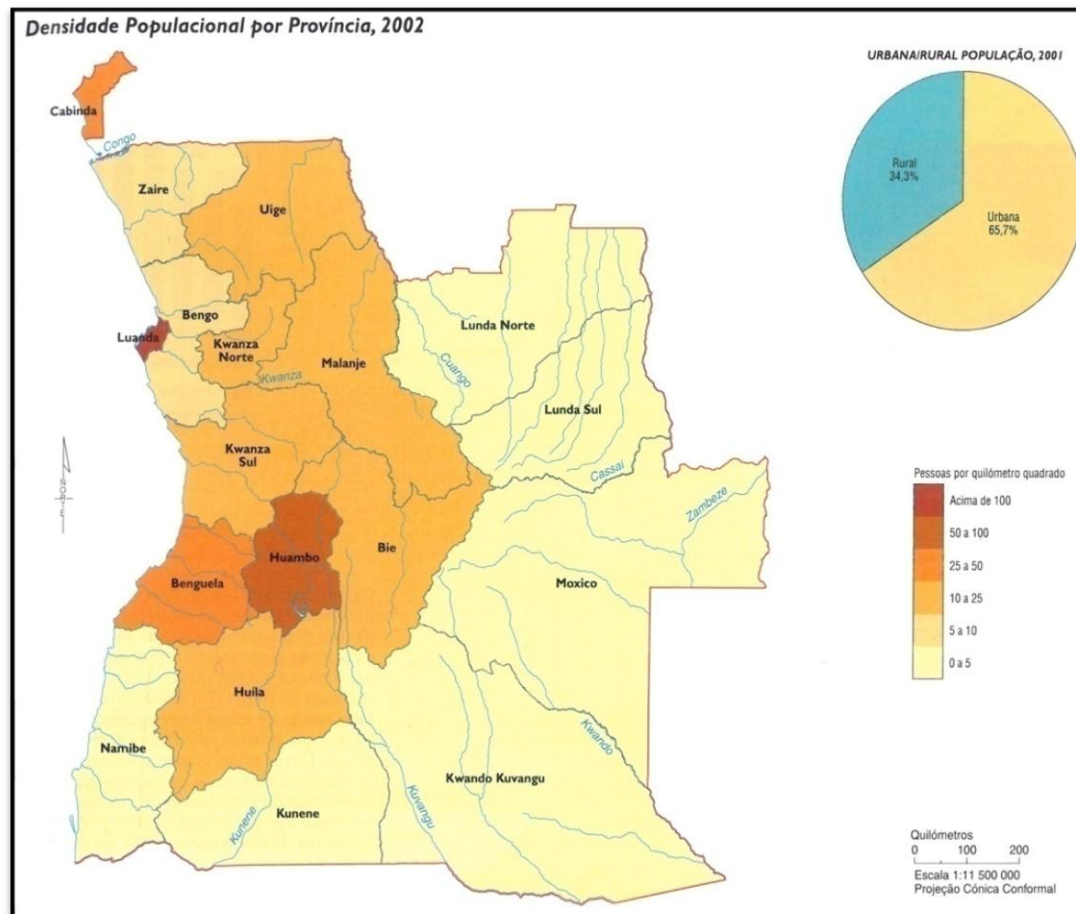 Densidade Populacional por Província, 2002
URBANA/RURAL POPULAÇÃO, 2001
Rural
34,3%
Urbana
65,7%
Cabinda
Congo
Zaire
Uige
Bengo
Luanda
Kwanza
Norte
Kwanza
Malanje
Lunda Norte
Cuango
Lunda Sul
Cassai
Zambeze
Kwanza
Sul
Huambo
Bie
Benguela
Moxico
Huíla
Namibe
Kunene
Kunene
Kuvangu
Kwando Kuvangu
Kwando
NORTE
Pessoas por quilómetro quadrado
Acima de 100
50 a 100
25 a 50
10 a 25
5 a 10
0 a 5
Quilómetros
0 100 200
Escala 1:11 500 000
Projeção Cónica Conformal